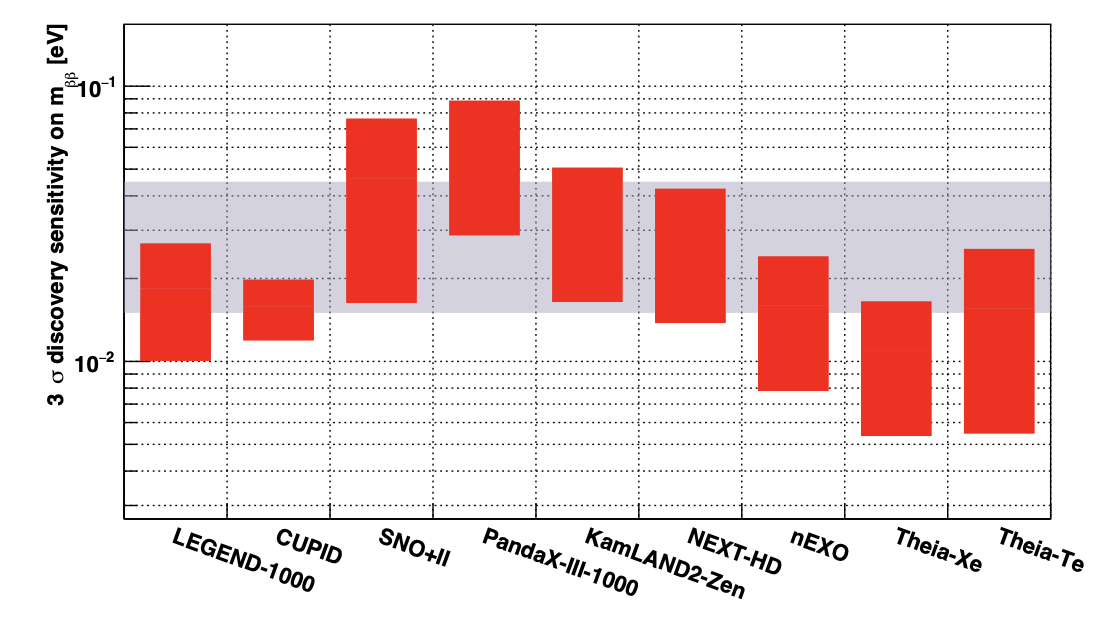 3 σ discovery sensitivity on mββ [eV]
10⁻¹
10⁻²
LEGEND-1000
CUPID
SNO+II
PandaX-III-1000
KamLAND2-Zen
NEXT-HD
nEXO
Theia-Xe
Theia-Te